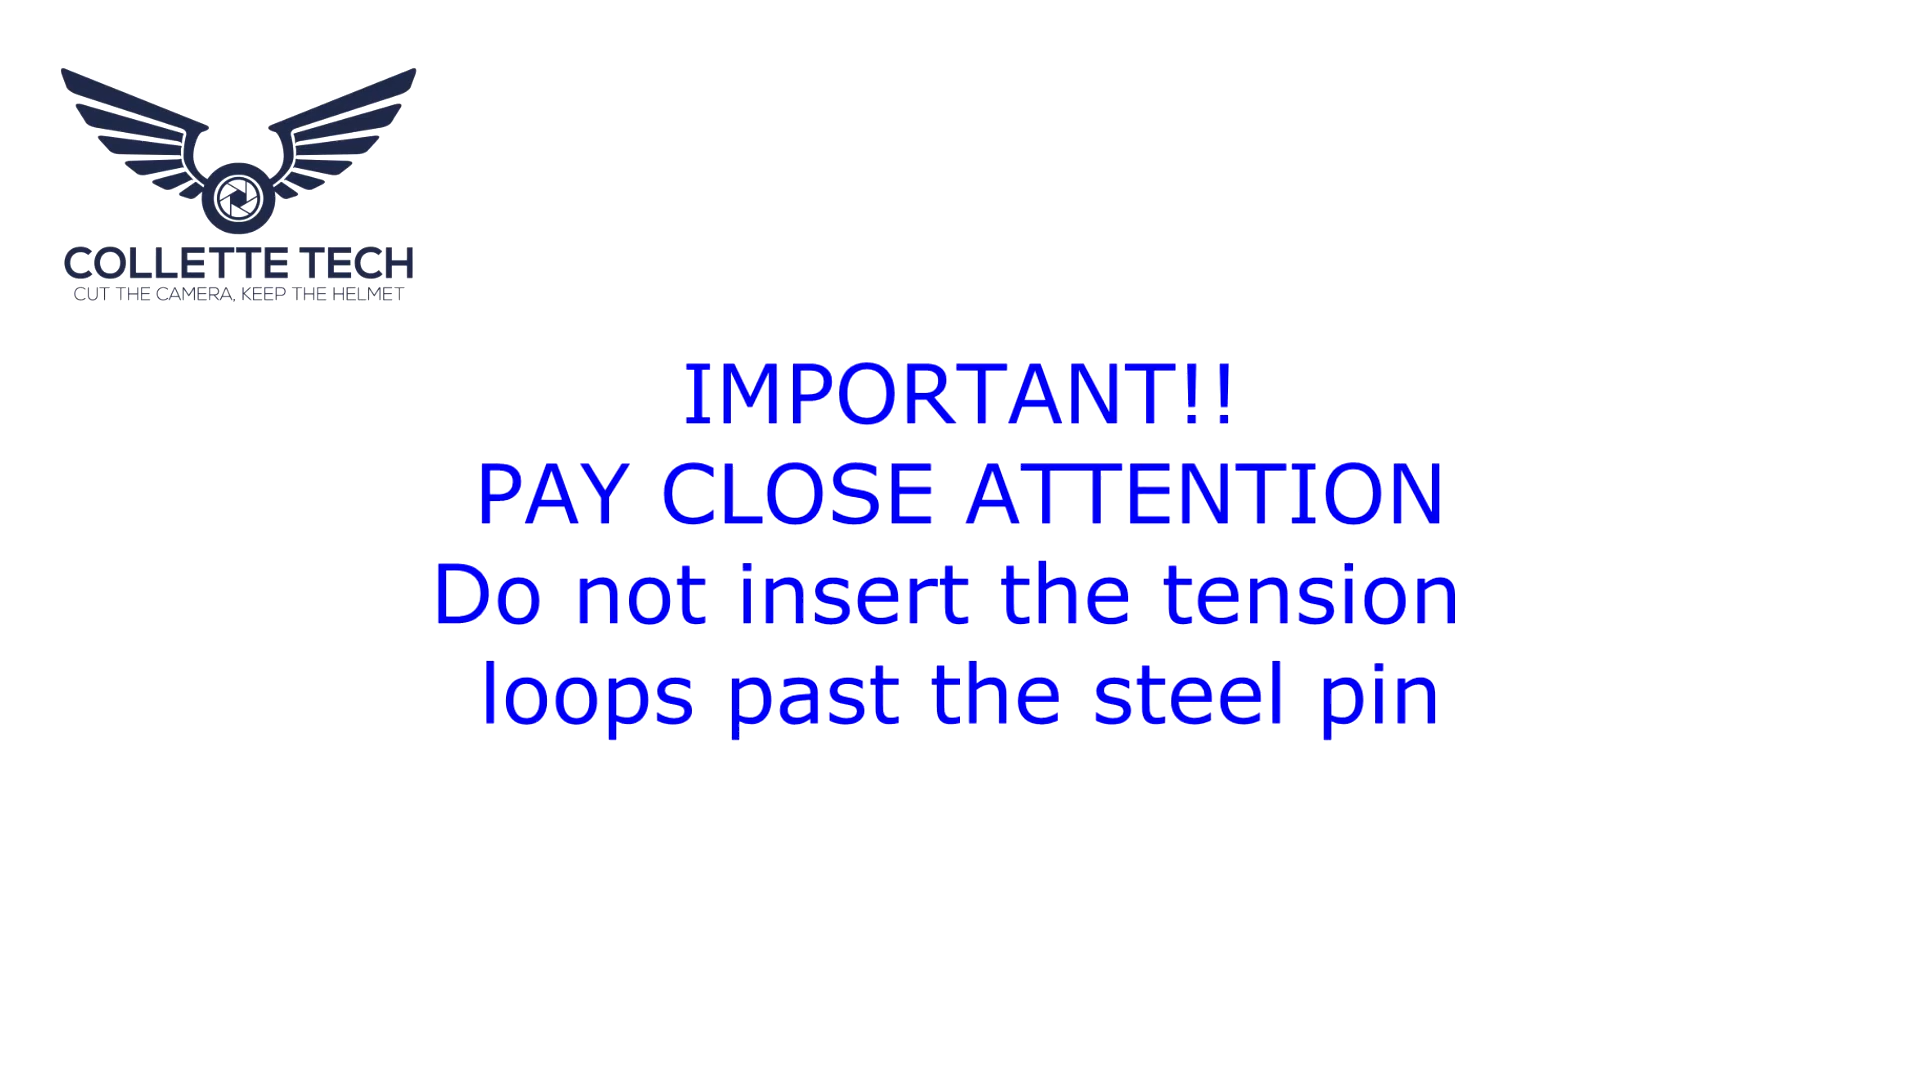 COLLETTE TECH
CUT THE CAMERA, KEEP THE HELMET
IMPORTANT!!
PAY CLOSE ATTENTION
Do not insert the tension
loops past the steel pin